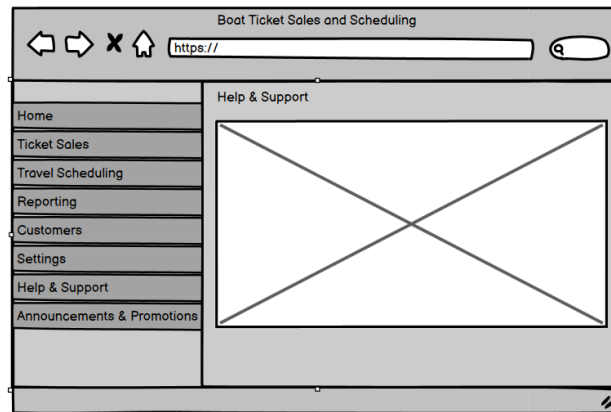 Boat Ticket Sales and Scheduling
https://
Help & Support
Home
Ticket Sales
Travel Scheduling
Reporting
Customers
Settings
Help & Support
Announcements & Promotions